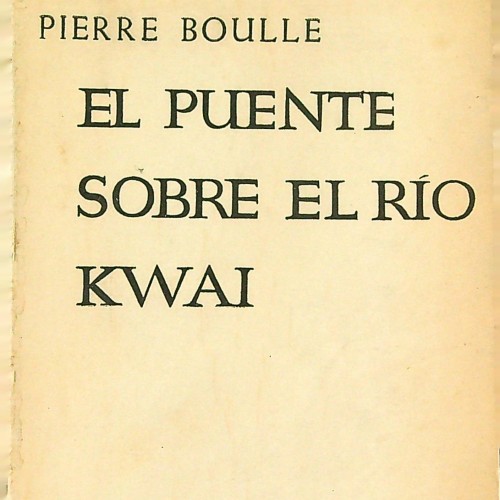 PIERRE BOULLE
EL PUENTE
SOBRE EL RÍO
KWAI